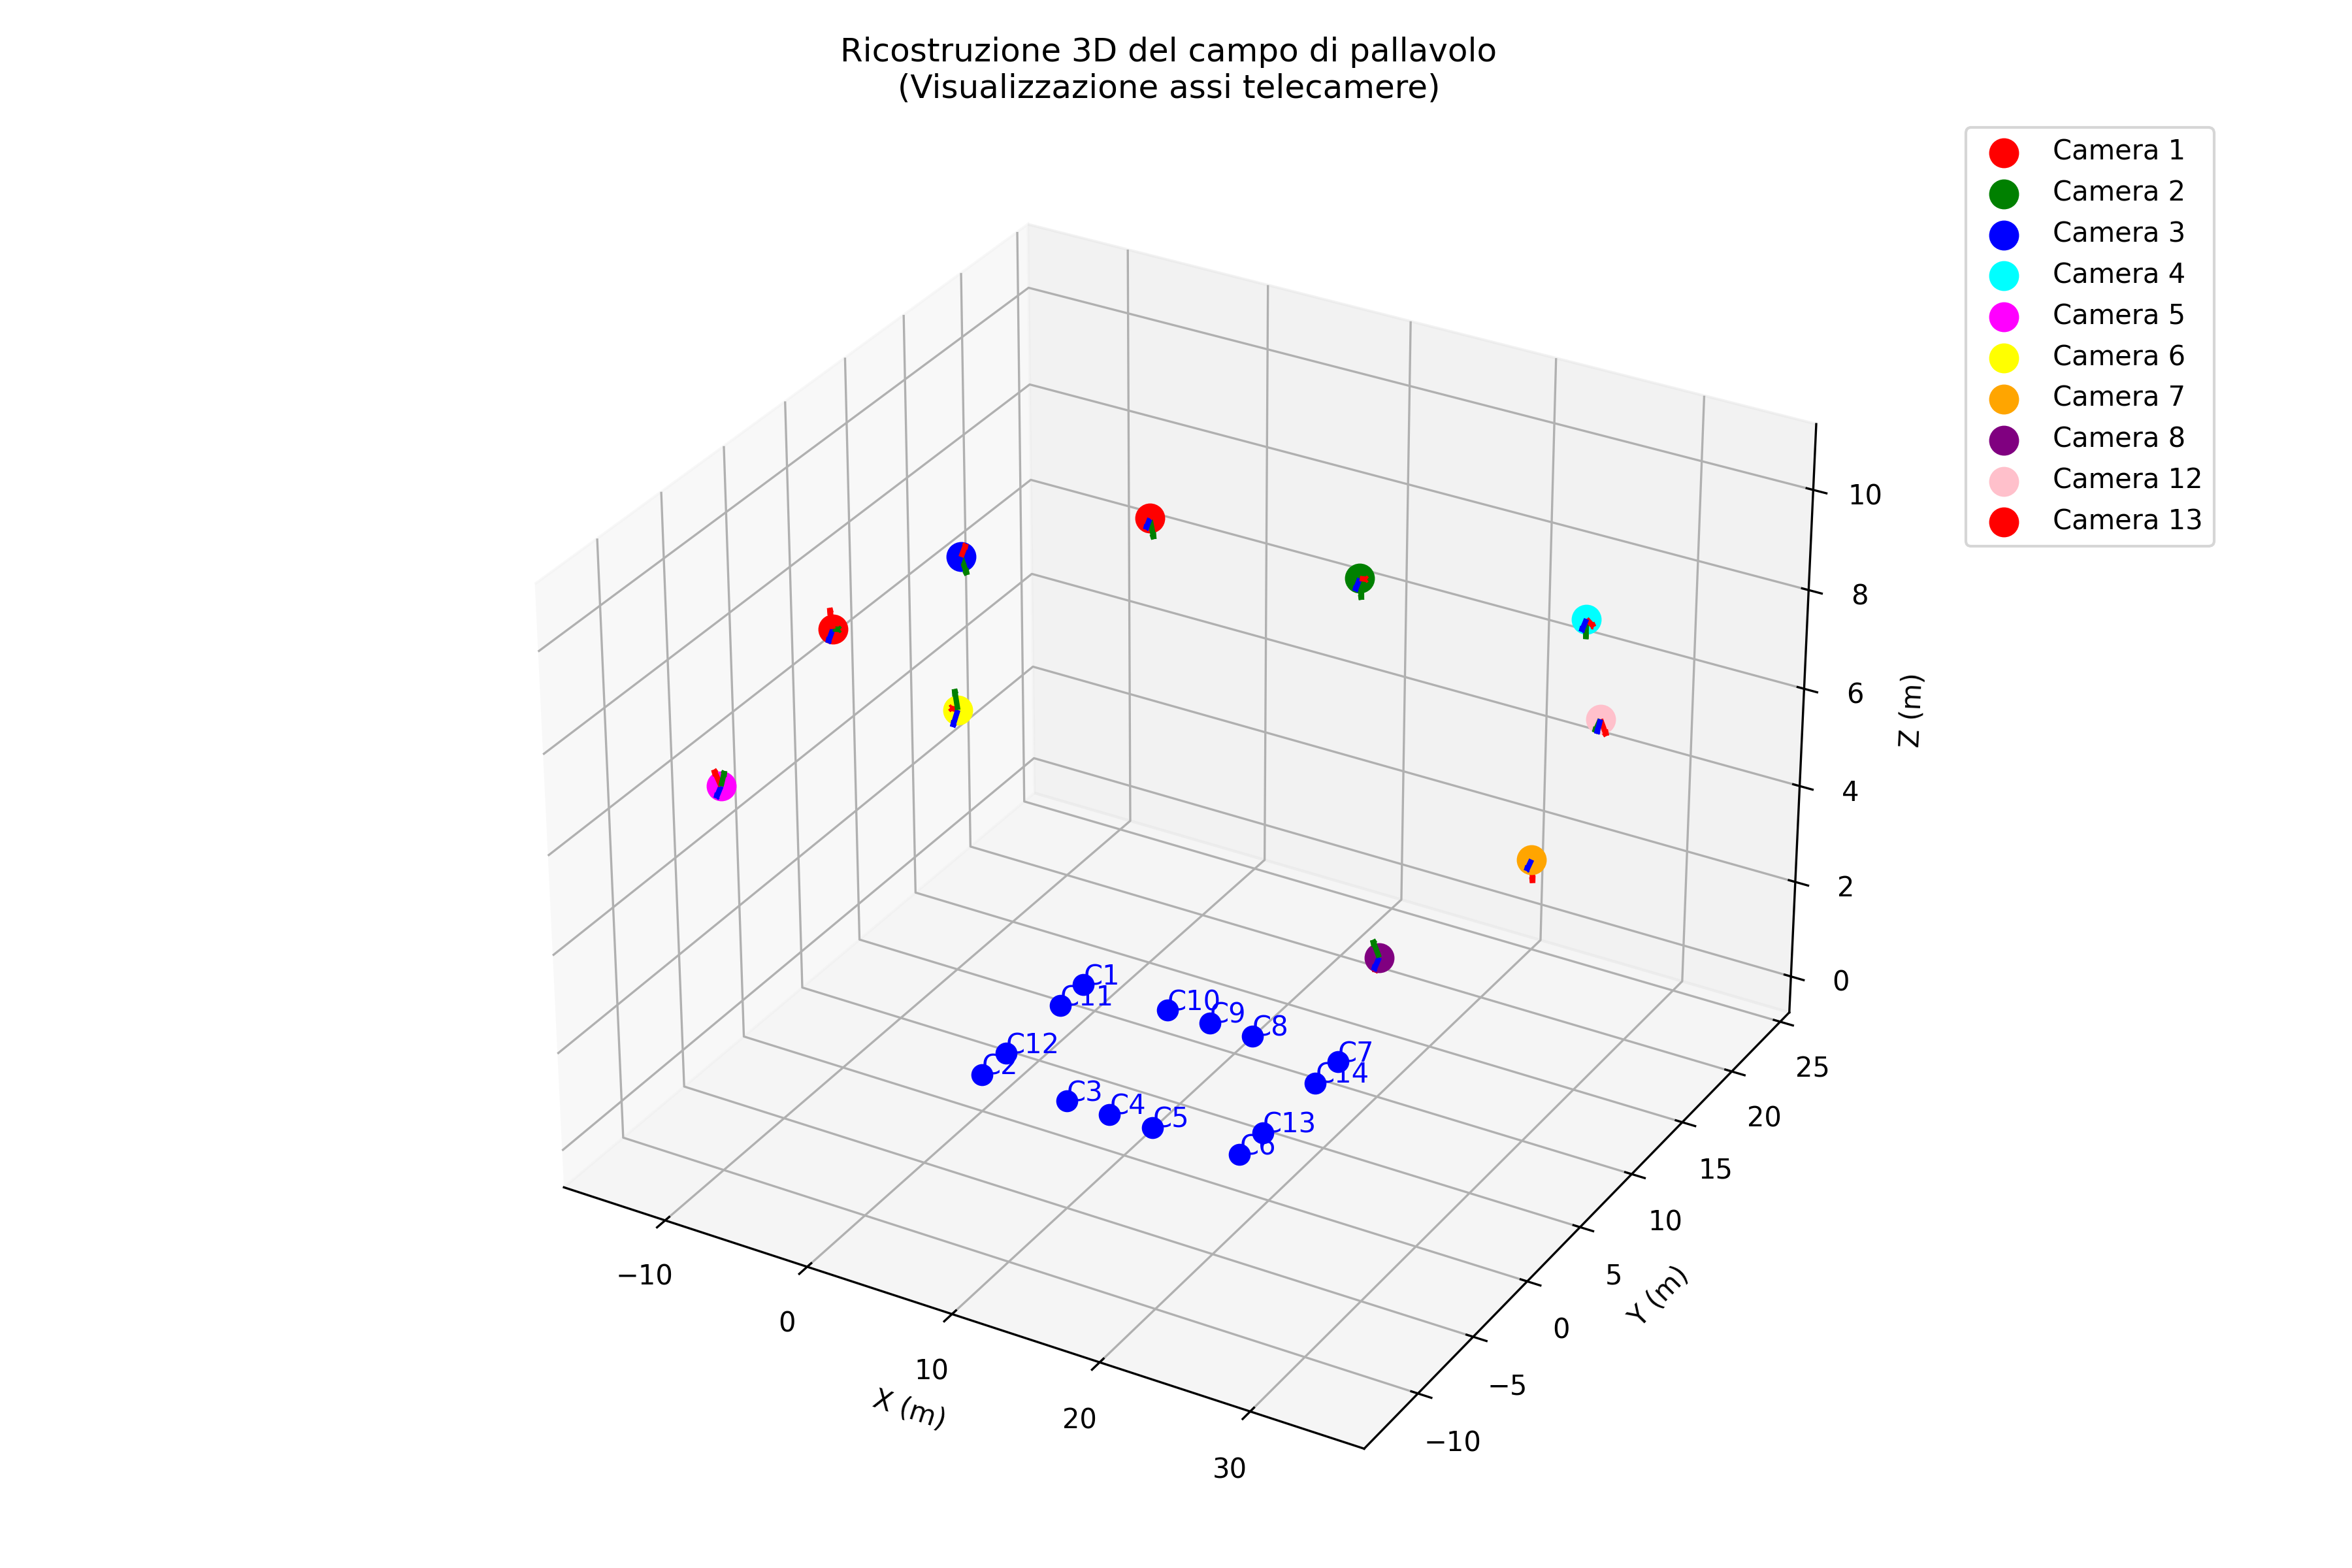 Ricostruzione 3D del campo di pallavolo
(Visualizzazione assi telecamere)
Camera 1
Camera 2
Camera 3
Camera 4
Camera 5
Camera 6
Camera 7
Camera 8
Camera 12
Camera 13
10
8
6
4
2
0
Z (m)
C1
C11
C10
C9
C8
C12
C2
C7
C14
C3
C4
C5
C13
C6
25
20
15
10
5
0
−5
−10
Y (m)
−10
0
10
20
30
X (m)